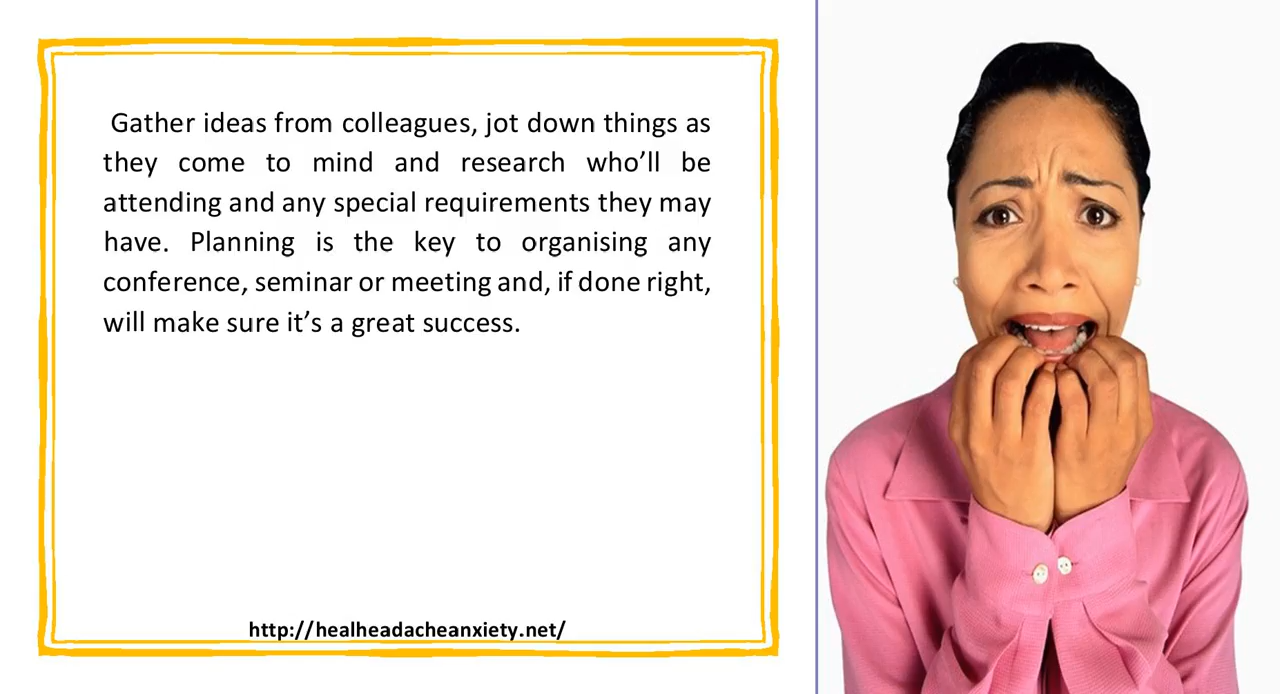 Gather ideas from colleagues, jot down things as
they come to mind and research who’ll be
attending and any special requirements they may
have. Planning is the key to organising any
conference, seminar or meeting and, if done right,
will make sure it’s a great success.
http://healheadacheanxiety.net/